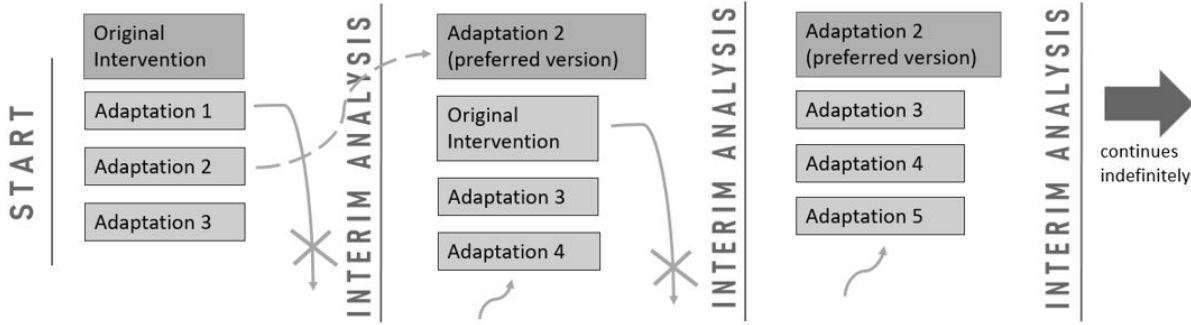 START
Original
Intervention
Adaptation 1
Adaptation 2
Adaptation 3
INTERIM ANALYSIS
Adaptation 2
(preferred version)
Original
Intervention
Adaptation 3
Adaptation 4
INTERIM ANALYSIS
Adaptation 2
(preferred version)
Adaptation 3
Adaptation 4
Adaptation 5
INTERIM ANALYSIS
continues
indefinitely